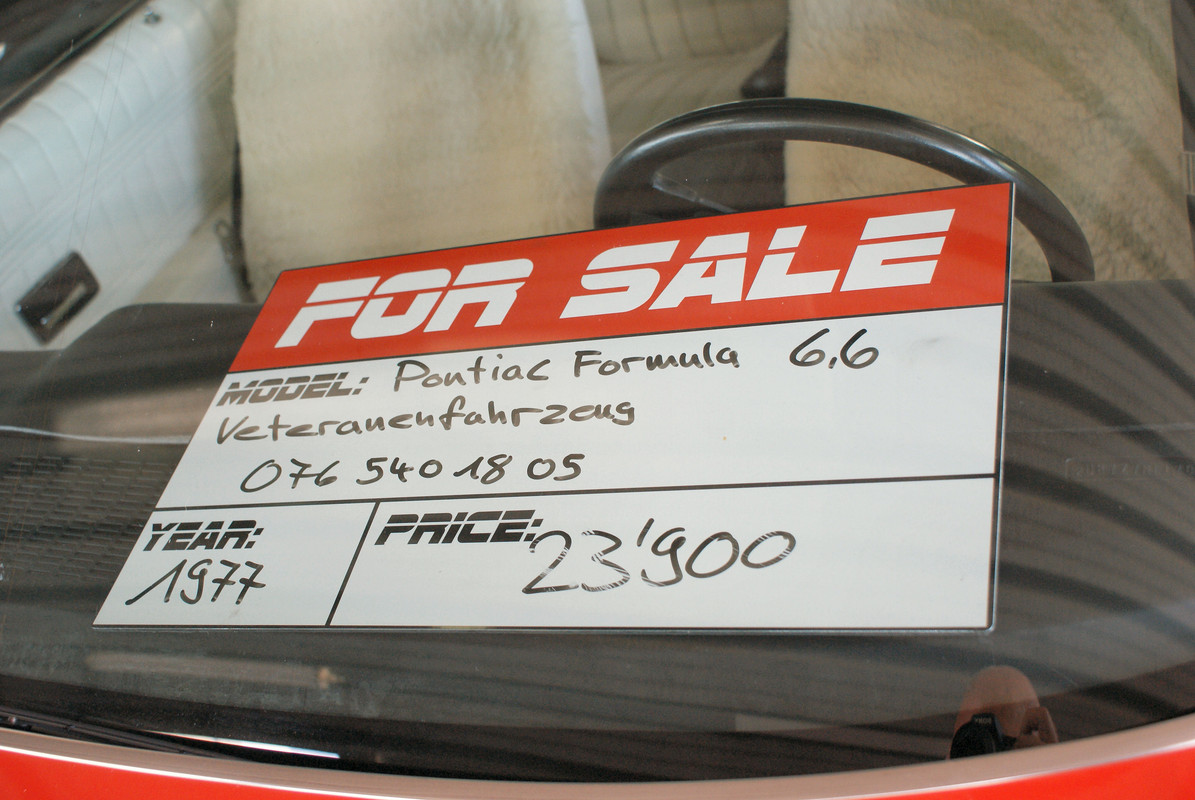 FOR SALE
MODEL: Pontiac Formula 6.6
Veteranenfahrzeug
076 540 18 05
YEAR:
1977
PRICE: 23'900